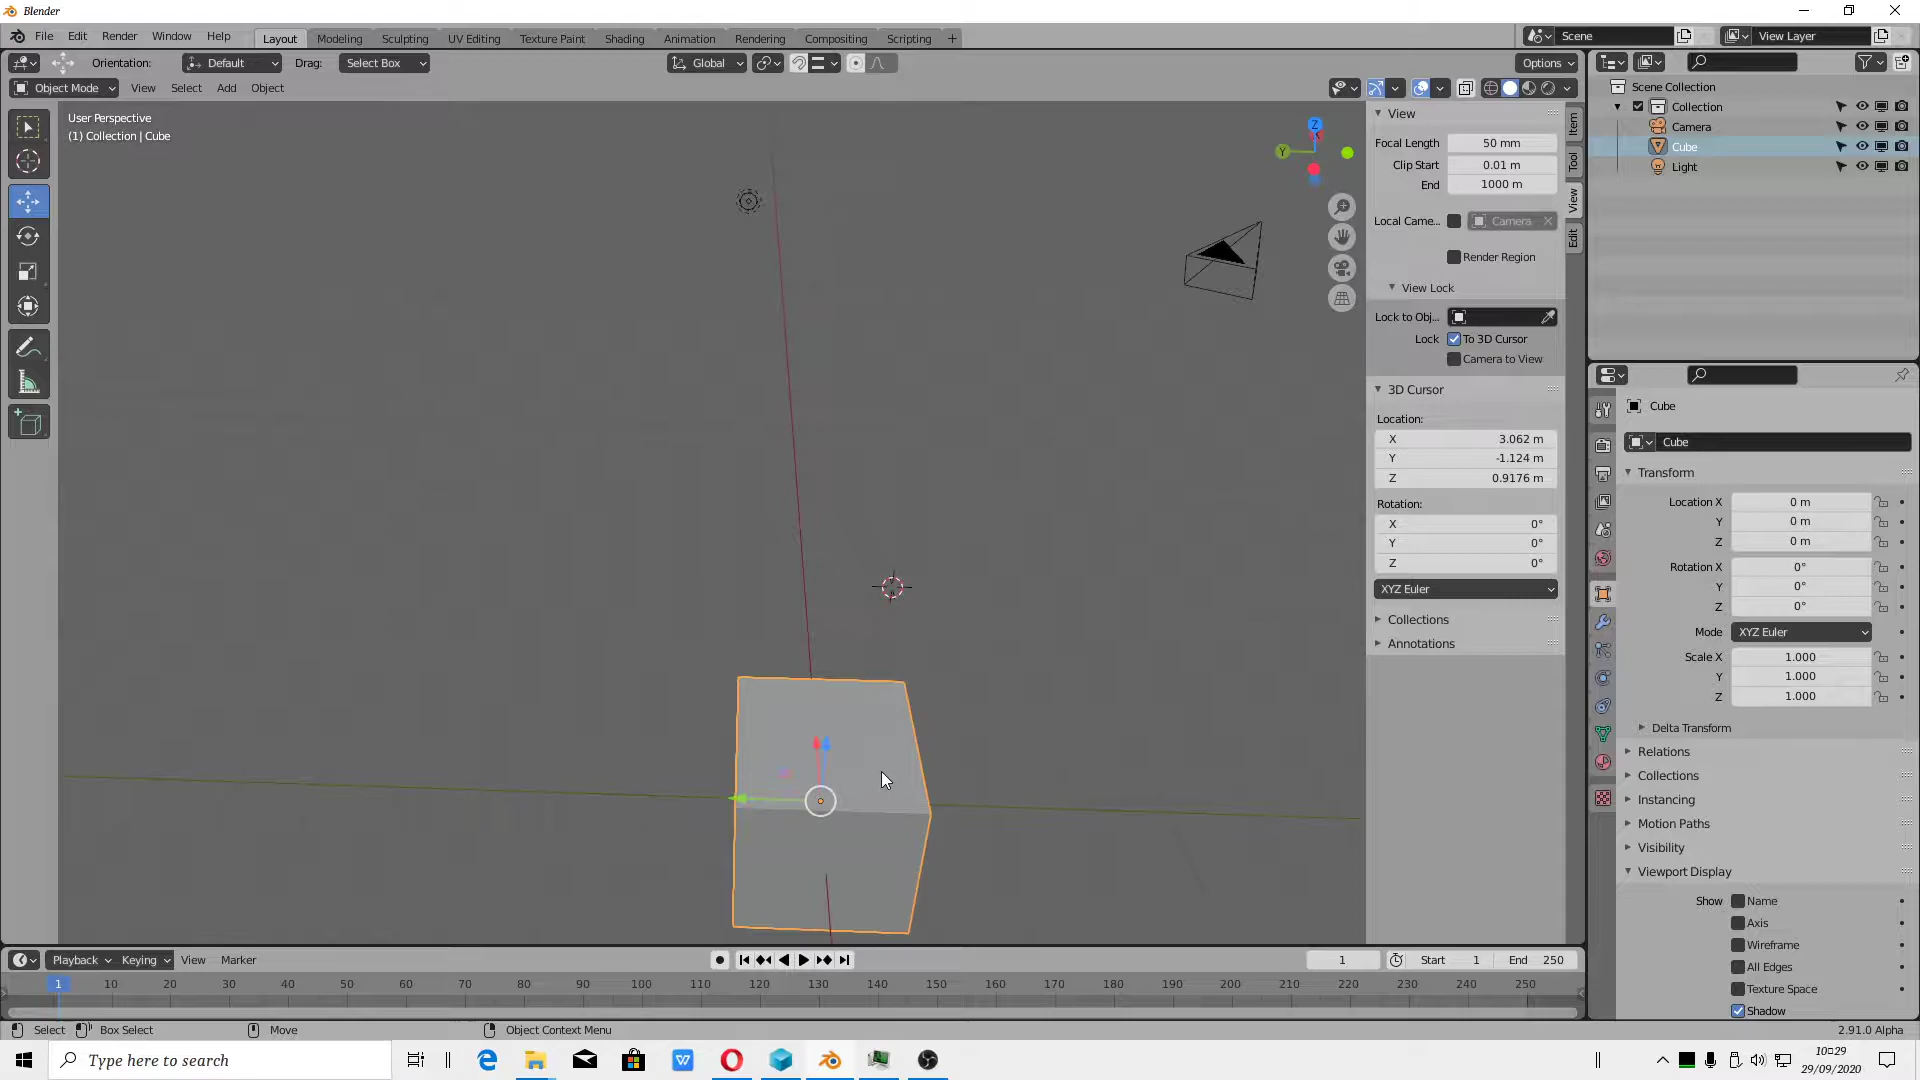 Blender
File Edit Render Window Help Layout Modeling Sculpting UV Editing Texture Paint Shading Animation Rendering Compositing Scripting + Scene View Layer
Orientation: Default Drag: Select Box Global Options
Object Mode View Select Add Object
User Perspective
(1) Collection | Cube
Z
Y
View
Focal Length 50 mm
Clip Start 0.01 m
End 1000 m
Local Came... Camera
Render Region
View Lock
Lock to Obj...
Lock To 3D Cursor
Camera to View
3D Cursor
Location:
X 3.062 m
Y -1.124 m
Z 0.9176 m
Rotation:
X 0°
Y 0°
Z 0°
XYZ Euler
Collections
Annotations
Item
Tool
View
Edit
Scene Collection
Collection
Camera
Cube
Light
Cube
Cube
Transform
Location X 0 m
Y 0 m
Z 0 m
Rotation X 0°
Y 0°
Z 0°
Mode XYZ Euler
Scale X 1.000
Y 1.000
Z 1.000
Delta Transform
Relations
Collections
Instancing
Motion Paths
Visibility
Viewport Display
Show Name
Axis
Wireframe
All Edges
Texture Space
Shadow
Playback Keying View Marker 1 Start 1 End 250
1 10 20 30 40 50 60 70 80 90 100 110 120 130 140 150 160 170 180 190 200 210 220 230 240 250
Select Box Select Move Object Context Menu 2.91.0 Alpha
Type here to search
10:29
29/09/2020